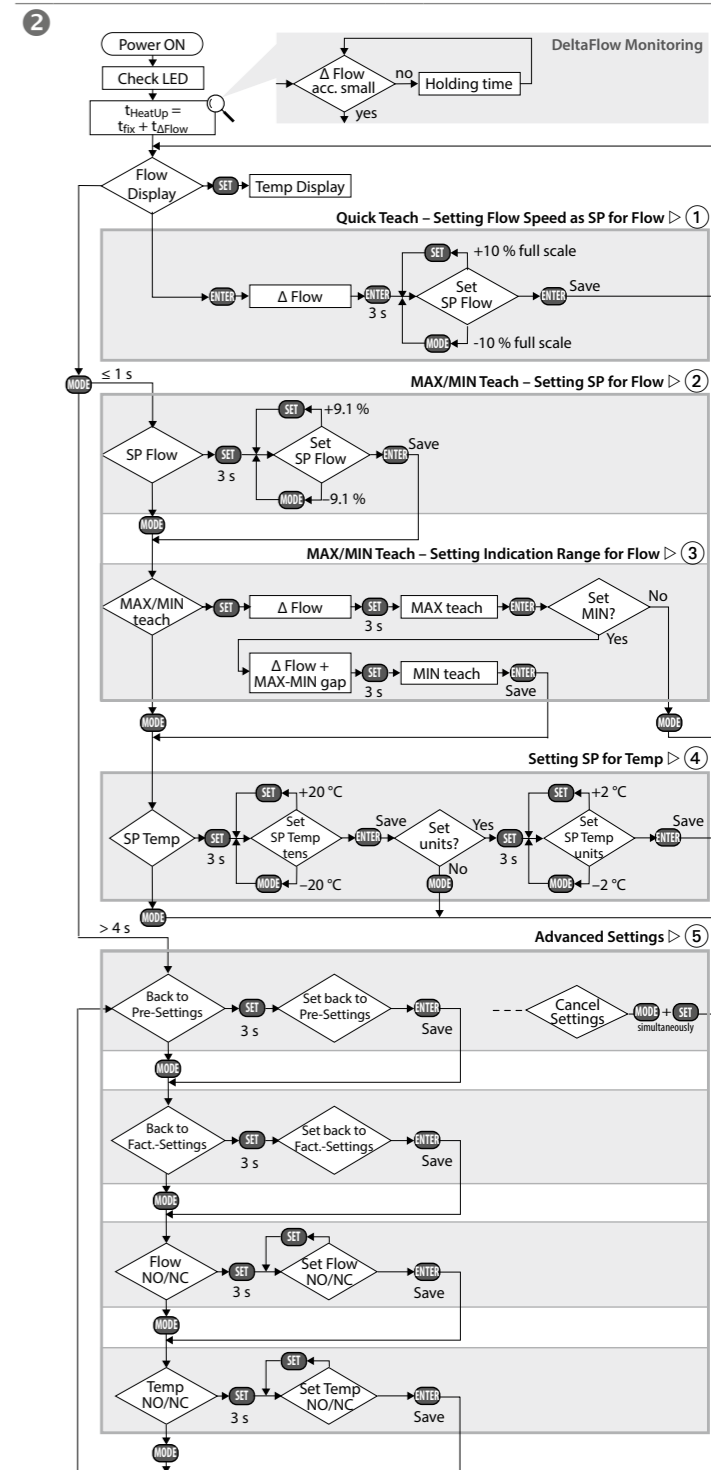 2
Power ON
Check LED
tHeatUp =
tfix + tΔFlow
DeltaFlow Monitoring
Δ Flow
acc. small
no
Holding time
yes
Flow
Display
SET
Temp Display
Quick Teach – Setting Flow Speed as SP for Flow ▷ 1
ENTER
Δ Flow
ENTER
3 s
SET
+10 % full scale
Set
SP Flow
MODE
-10 % full scale
ENTER
Save
MODE
≤ 1 s
MAX/MIN Teach – Setting SP for Flow ▷ 2
SP Flow
SET
3 s
SET
+9.1 %
Set
SP Flow
MODE
–9.1 %
ENTER
Save
MODE
MAX/MIN Teach – Setting Indication Range for Flow ▷ 3
MAX/MIN
teach
SET
Δ Flow
SET
3 s
MAX teach
ENTER
Set
MIN?
No
Yes
Δ Flow +
MAX-MIN gap
SET
3 s
MIN teach
ENTER
Save
MODE
MODE
Setting SP for Temp ▷ 4
SP Temp
SET
3 s
SET
+20 °C
Set
SP Temp
tens
MODE
–20 °C
Save
ENTER
Set
units?
Yes
No
MODE
SET
3 s
SET
+2 °C
Set
SP Temp
units
MODE
–2 °C
Save
ENTER
MODE
> 4 s
Advanced Settings ▷ 5
Back to
Pre-Settings
SET
3 s
Set back to
Pre-Settings
ENTER
Save
Cancel
Settings
MODE + SET
simultaneously
MODE
Back to
Fact.-Settings
SET
3 s
Set back to
Fact.-Settings
ENTER
Save
MODE
Flow
NO/NC
SET
3 s
SET
Set Flow
NO/NC
ENTER
Save
MODE
Temp
NO/NC
SET
3 s
SET
Set Temp
NO/NC
ENTER
Save
MODE